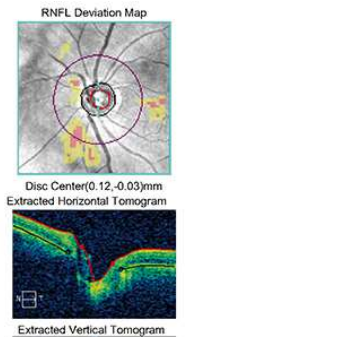 RNFL Deviation Map
Disc Center(0.12,-0.03)mm
Extracted Horizontal Tomogram
N T
Extracted Vertical Tomogram